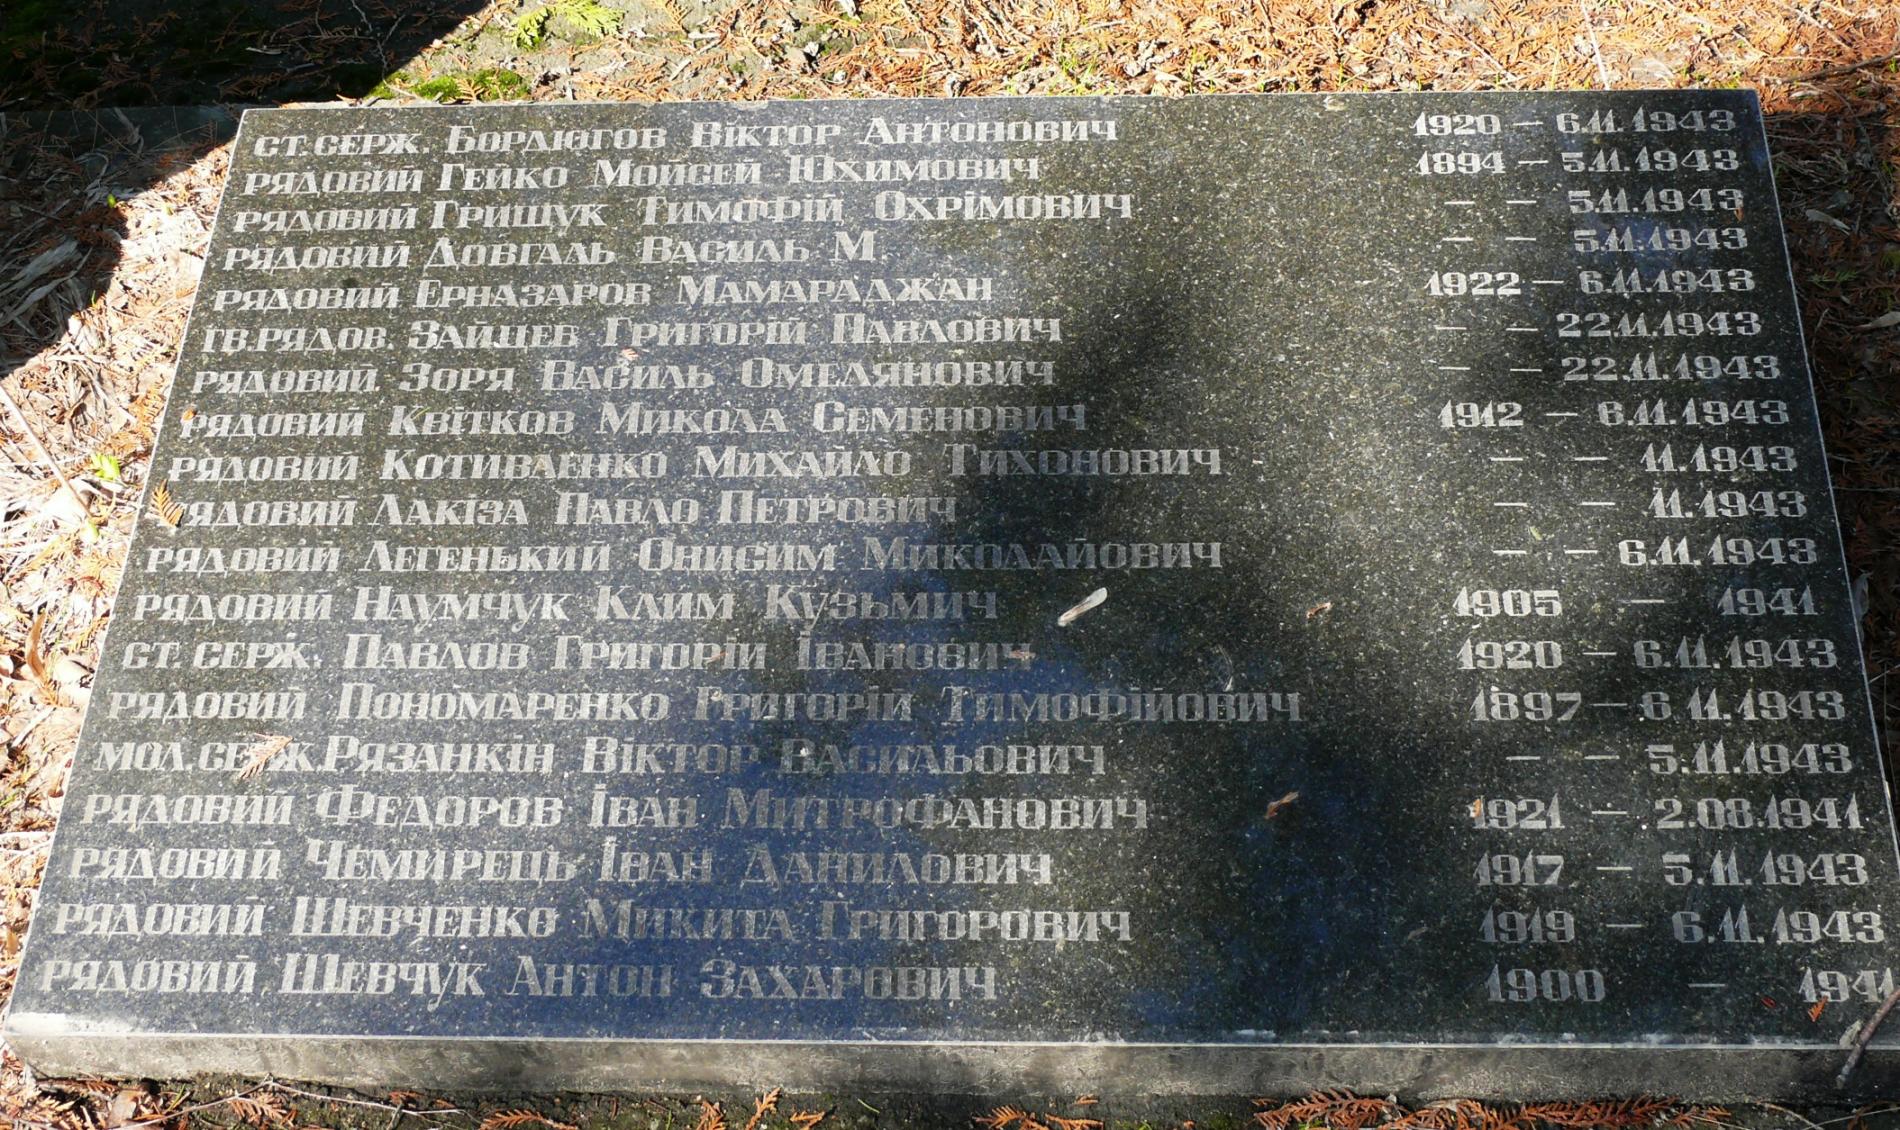 ст. серж. Бордюгов Віктор Антонович 1920 – 6.11.1943
рядовий Гейко Мойсей Юхимович 1894 – 5.11.1943
рядовий Грищук Тимофій Охрімович – – 5.11.1943
рядовий Довгаль Василь М. – – 5.11.1943
рядовий Ерназаров Мамараджан 1922 – 6.11.1943
гв.рядов. Зайцев Григорій Павлович – – 22.11.1943
рядовий Зоря Василь Омелянович – – 22.11.1943
рядовий Квітков Микола Семенович 1912 – 6.11.1943
рядовий Котиваенко Михайло Тихонович – – 11.1943
рядовий Лакіза Павло Петрович – – 11.1943
рядовий Легенький Онисим Миколайович – – 6.11.1943
рядовий Наумчук Клим Кузьмич 1905 – 1941
ст. серж. Павлов Григорій Іванович 1920 – 6.11.1943
рядовий Пономаренко Григорій Тимофійович 1897 – 6.11.1943
мол. серж. Рязанкін Віктор Васильович – – 5.11.1943
рядовий Федоров Іван Митрофанович 1921 – 2.08.1941
рядовий Чемирець Іван Данилович 1917 – 5.11.1943
рядовий Шевченко Микита Григорович 1919 – 6.11.1943
рядовий Шевчук Антон Захарович 1900 – 1941